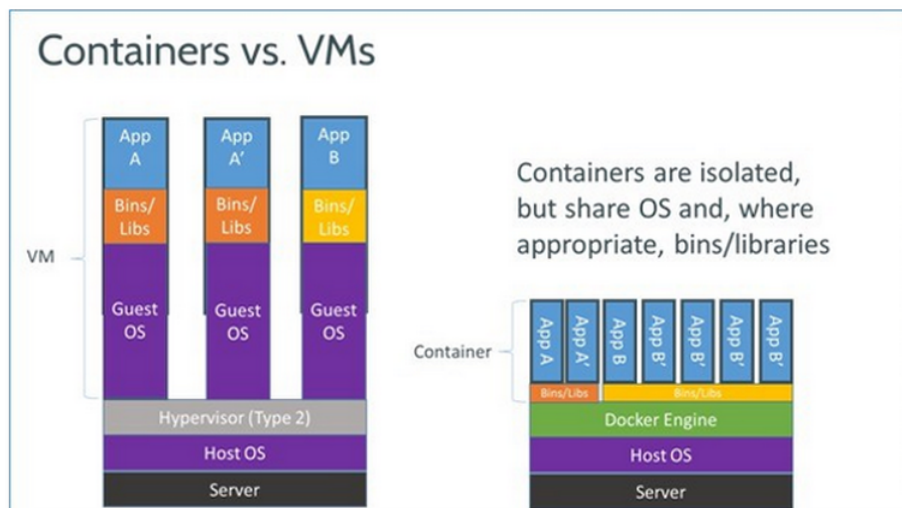 Containers vs. VMs
App
A
App
A'
App
B
Bins/
Libs
Bins/
Libs
Bins/
Libs
VM
Guest
OS
Guest
OS
Guest
OS
Hypervisor (Type 2)
Host OS
Server
Containers are isolated,
but share OS and, where
appropriate, bins/libraries
Container
App A
App A'
App B
App B'
App B'
App B'
App B'
Bins/Libs
Bins/Libs
Docker Engine
Host OS
Server